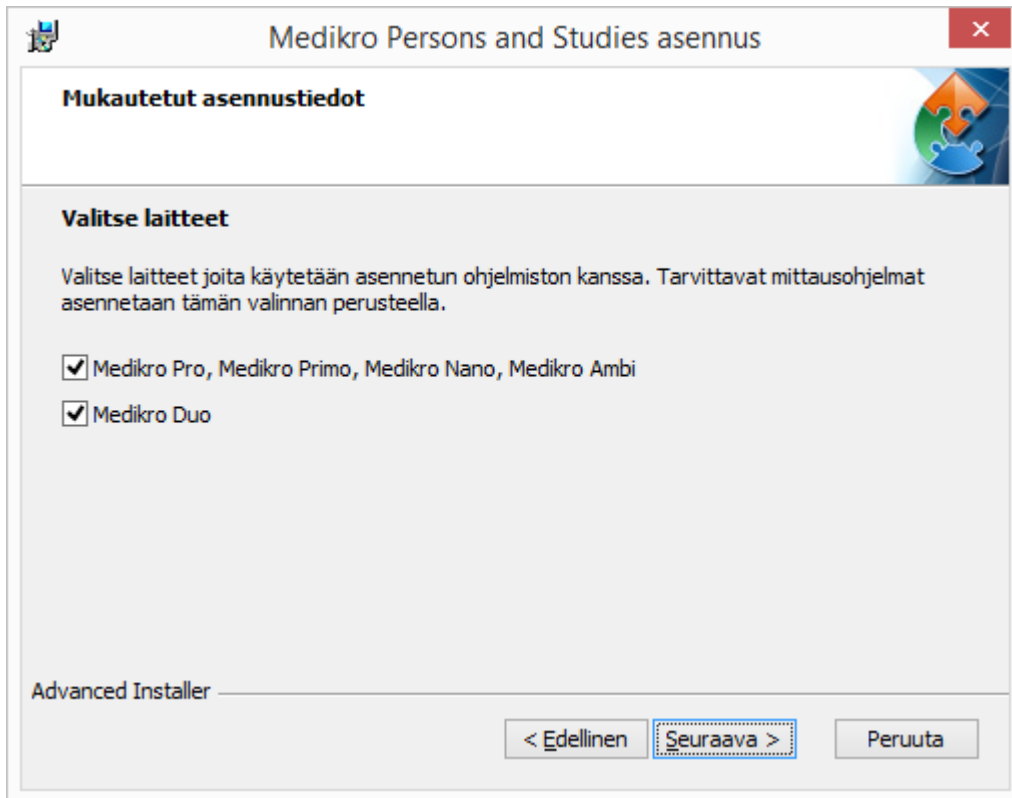 Medikro Persons and Studies asennus
Mukautetut asennustiedot
Valitse laitteet
Valitse laitteet joita käytetään asennetun ohjelmiston kanssa. Tarvittavat mittausohjelmat
asennetaan tämän valinnan perusteella.
Medikro Pro, Medikro Primo, Medikro Nano, Medikro Ambi
Medikro Duo
Advanced Installer
< Edellinen Seuraava > Peruuta